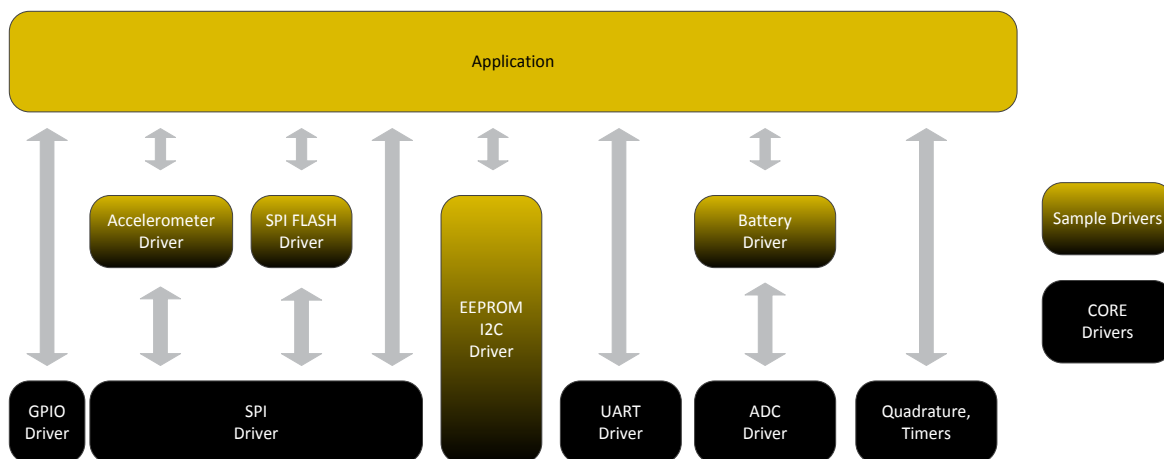 Application
Accelerometer
Driver
SPI FLASH
Driver
EEPROM
I2C
Driver
Battery
Driver
Sample Drivers
CORE
Drivers
GPIO
Driver
SPI
Driver
UART
Driver
ADC
Driver
Quadrature,
Timers